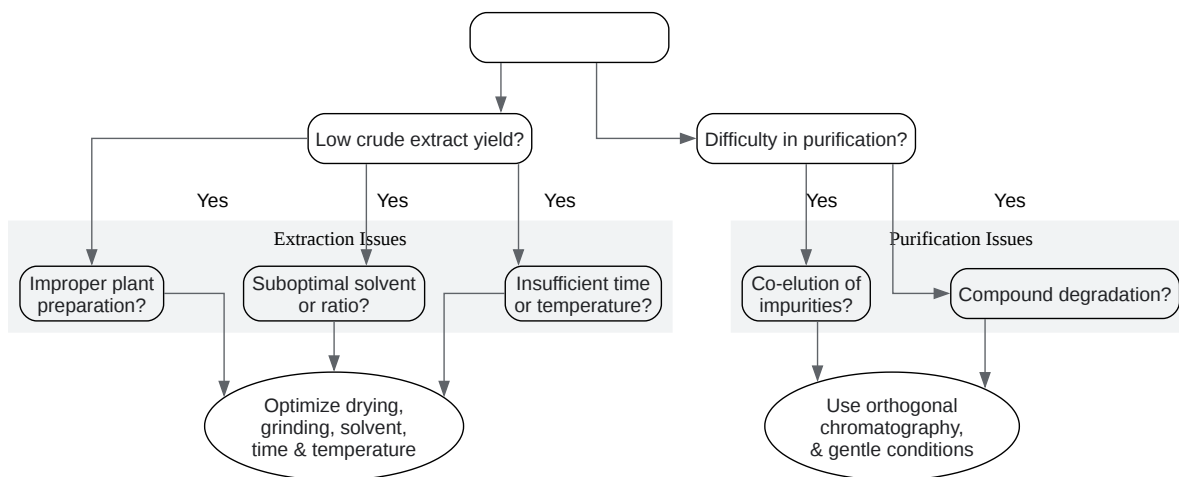 Low crude extract yield?
Difficulty in purification?
Yes
Yes
Yes
Yes
Yes
Extraction Issues
Purification Issues
Improper plant
preparation?
Suboptimal solvent
or ratio?
Insufficient time
or temperature?
Co-elution of
impurities?
Compound degradation?
Optimize drying,
grinding, solvent,
time & temperature
Use orthogonal
chromatography,
& gentle conditions